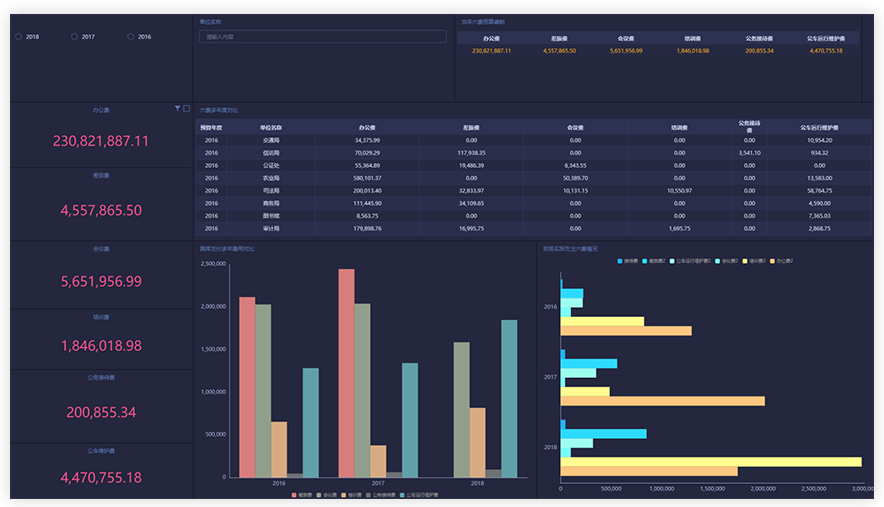 2018 2017 2016
单位名称
请输入内容
当年六费预算编制
办公费 差旅费 会议费 培训费 公务接待费 公车运行维护费
230,821,887.11 4,557,865.50 5,651,956.99 1,846,018.98 200,855.34 4,470,755.18
办公费
230,821,887.11
差旅费
4,557,865.50
会议费
5,651,956.99
培训费
1,846,018.98
公务接待费
200,855.34
公车维护费
4,470,755.18
六费多年度对比
预算年度 单位名称 办公费 差旅费 会议费 培训费 公务接待费 公车运行维护费
2016 交通局 34,375.99 0.00 0.00 0.00 0.00 10,954.20
2016 信访局 70,029.29 117,938.35 0.00 0.00 3,541.10 934.32
2016 公证处 55,364.89 19,486.39 6,343.55 0.00 0.00 0.00
2016 农业局 580,101.37 0.00 50,389.70 0.00 0.00 13,583.00
2016 司法局 200,013.40 32,833.97 10,131.15 10,550.97 0.00 58,764.75
2016 商务局 111,445.90 34,109.65 0.00 0.00 0.00 4,590.00
2016 图书馆 8,563.75 0.00 0.00 0.00 0.00 7,365.03
2016 审计局 179,898.76 16,995.75 0.00 1,695.75 0.00 2,868.75
国库支付多年费用对比
2,500,000
2,000,000
1,500,000
1,000,000
500,000
0
2016 2017 2018
差旅费 会议费 培训费 公务接待费 公车运行维护费
财务实际支出六费情况
接待费 差旅费2 公车运行维护费2 会议费2 培训费2 办公费2
2016
2017
2018
0 500,000 1,000,000 1,500,000 2,000,000 2,500,000 3,000,00